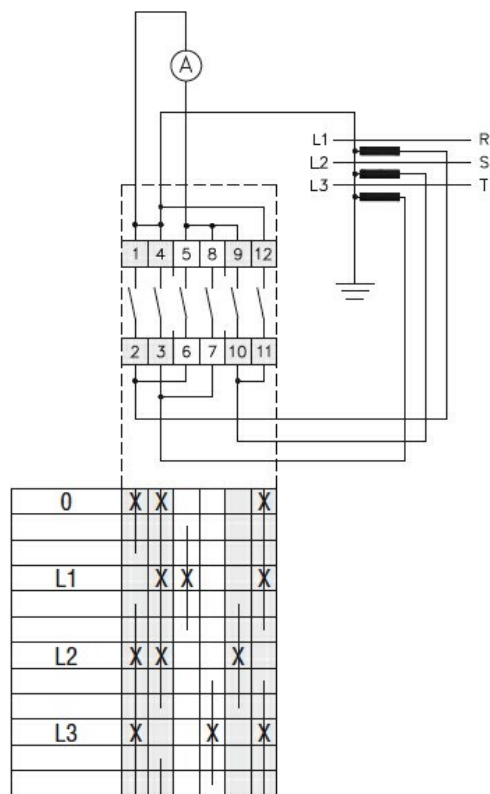 A
L1 R
L2 S
L3 T
1 4 5 8 9 12
2 3 6 7 10 11
0 X X X
L1 X X X
L2 X X X
L3 X X X